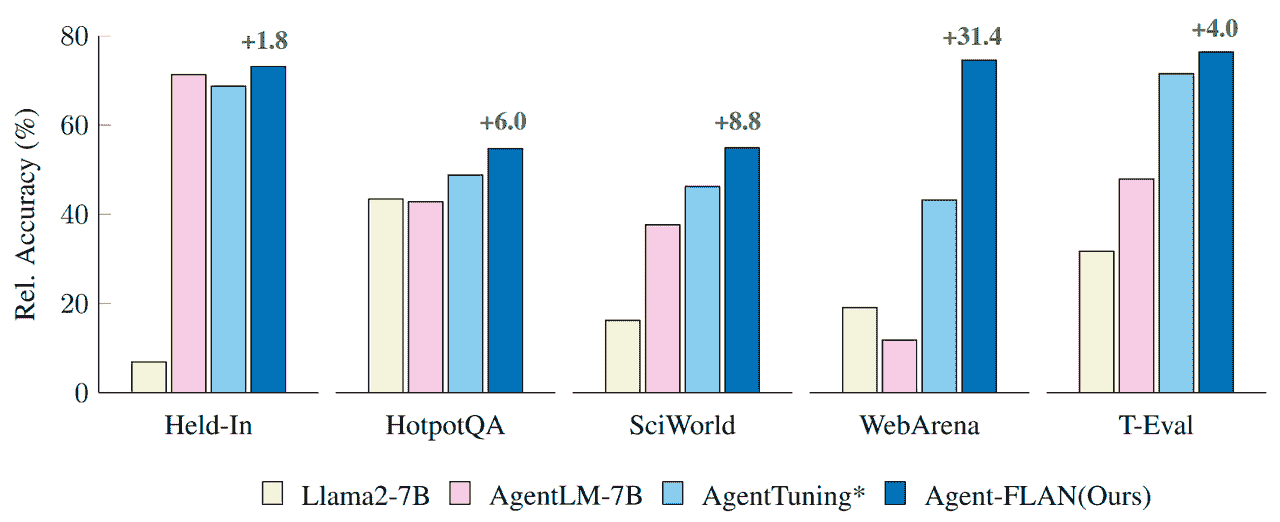 Rel. Accuracy (%)
80
60
40
20
0
+1.8
+6.0
+8.8
+31.4
+4.0
Held-In
HotpotQA
SciWorld
WebArena
T-Eval
Llama2-7B
AgentLM-7B
AgentTuning*
Agent-FLAN(Ours)